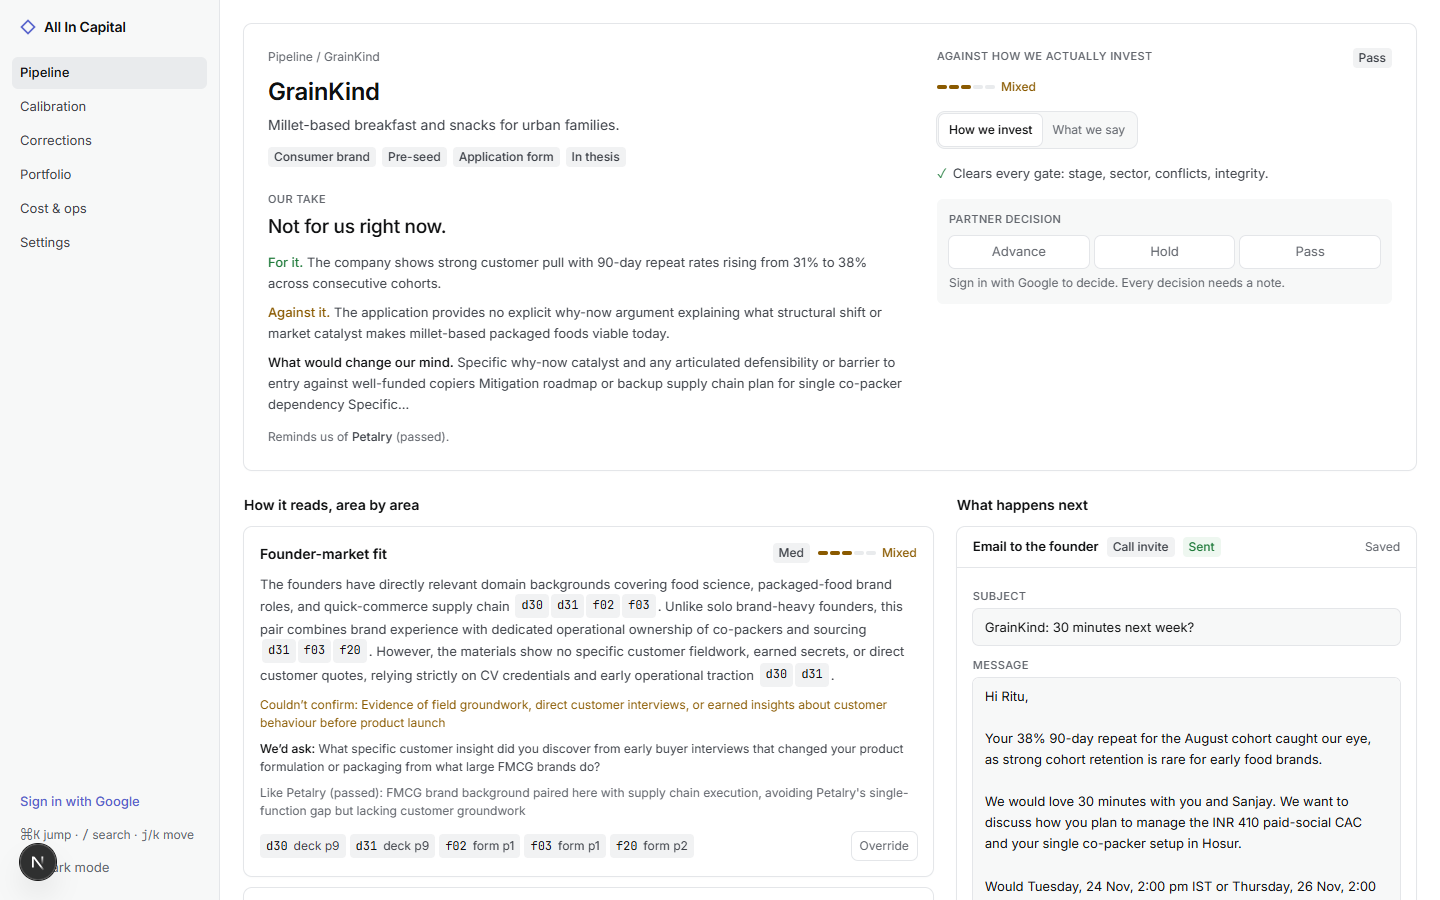 All In Capital
Pipeline
Calibration
Corrections
Portfolio
Cost & ops
Settings
Sign in with Google
⌘K jump · / search · j/k move
N
ark mode
Pipeline / GrainKind
GrainKind
Millet-based breakfast and snacks for urban families.
Consumer brand Pre-seed Application form In thesis
OUR TAKE
Not for us right now.
For it. The company shows strong customer pull with 90-day repeat rates rising from 31% to 38%
across consecutive cohorts.
Against it. The application provides no explicit why-now argument explaining what structural shift or
market catalyst makes millet-based packaged foods viable today.
What would change our mind. Specific why-now catalyst and any articulated defensibility or barrier to
entry against well-funded copiers Mitigation roadmap or backup supply chain plan for single co-packer
dependency Specific...
Reminds us of Petalry (passed).
AGAINST HOW WE ACTUALLY INVEST
Pass
Mixed
How we invest What we say
✓ Clears every gate: stage, sector, conflicts, integrity.
PARTNER DECISION
Advance Hold Pass
Sign in with Google to decide. Every decision needs a note.
How it reads, area by area
Founder-market fit Med Mixed
The founders have directly relevant domain backgrounds covering food science, packaged-food brand
roles, and quick-commerce supply chain d30 d31 f02 f03 . Unlike solo brand-heavy founders, this
pair combines brand experience with dedicated operational ownership of co-packers and sourcing
d31 f03 f20 . However, the materials show no specific customer fieldwork, earned secrets, or direct
customer quotes, relying strictly on CV credentials and early operational traction d30 d31 .
Couldn't confirm: Evidence of field groundwork, direct customer interviews, or earned insights about customer
behaviour before product launch
We'd ask: What specific customer insight did you discover from early buyer interviews that changed your product
formulation or packaging from what large FMCG brands do?
Like Petalry (passed): FMCG brand background paired here with supply chain execution, avoiding Petalry's single-
function gap but lacking customer groundwork
d30 deck p9 d31 deck p9 f02 form p1 f03 form p1 f20 form p2 Override
What happens next
Email to the founder Call invite Sent Saved
SUBJECT
GrainKind: 30 minutes next week?
MESSAGE
Hi Ritu,
Your 38% 90-day repeat for the August cohort caught our eye,
as strong cohort retention is rare for early food brands.
We would love 30 minutes with you and Sanjay. We want to
discuss how you plan to manage the INR 410 paid-social CAC
and your single co-packer setup in Hosur.
Would Tuesday, 24 Nov, 2:00 pm IST or Thursday, 26 Nov, 2:00